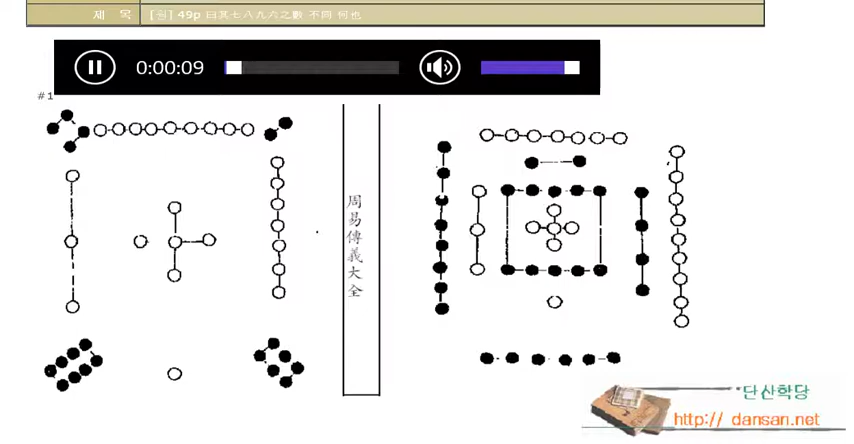 제 목 [원] 49p 曰其七八九六之數 不同 何也
0:00:09
#1
周易傳義大全
단산학당
http:// dansan.net